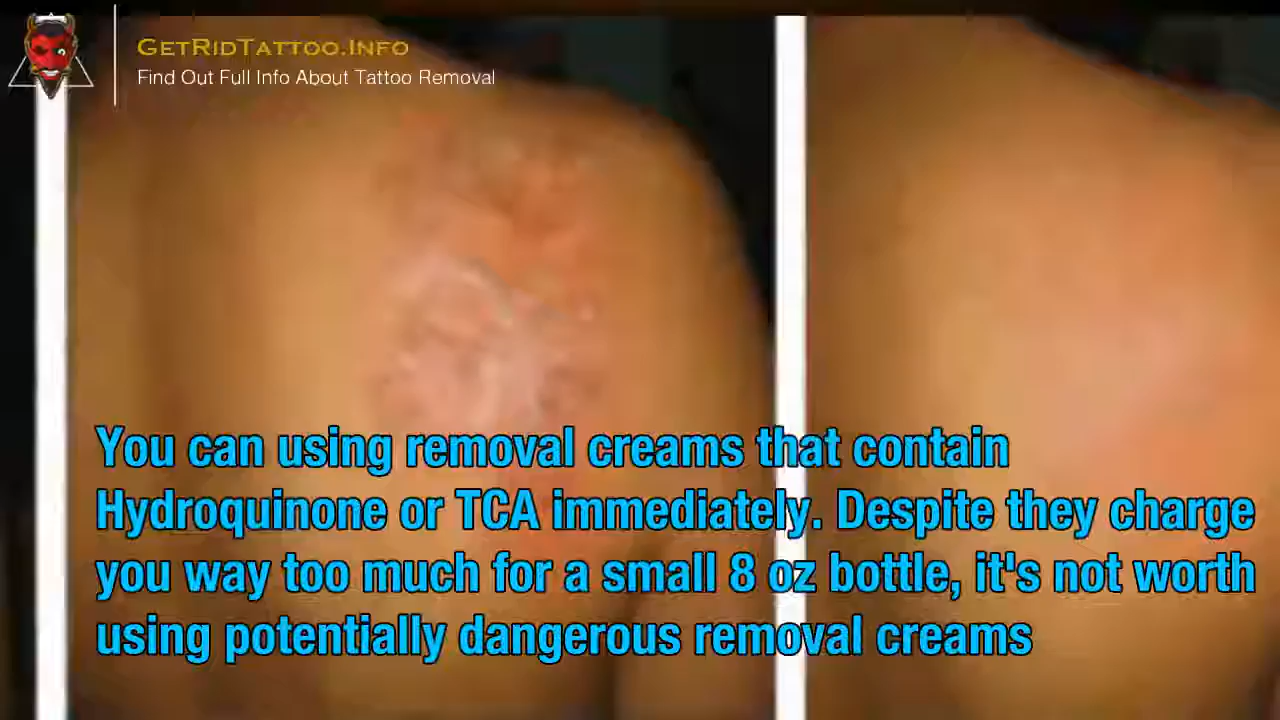 GetRidTattoo.Info
Find Out Full Info About Tattoo Removal
You can using removal creams that contain
Hydroquinone or TCA immediately. Despite they charge
you way too much for a small 8 oz bottle, it's not worth
using potentially dangerous removal creams